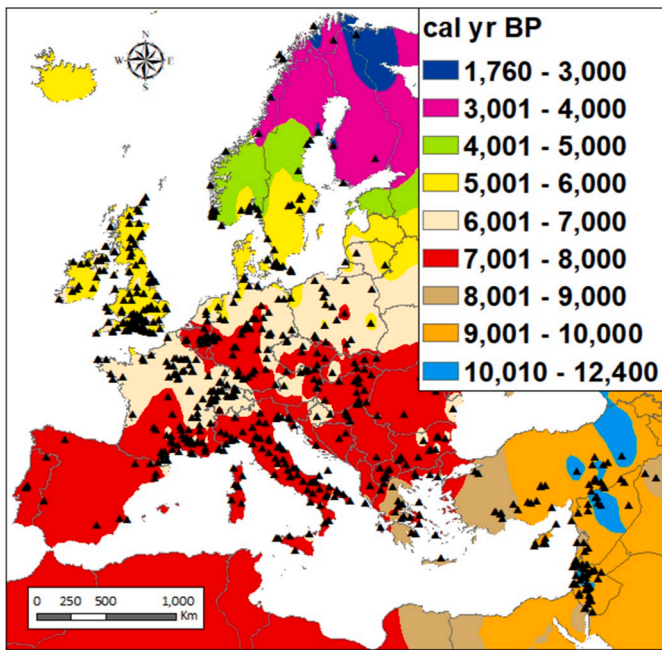 cal yr BP
1,760 - 3,000
3,001 - 4,000
4,001 - 5,000
5,001 - 6,000
6,001 - 7,000
7,001 - 8,000
8,001 - 9,000
9,001 - 10,000
10,010 - 12,400
N
W E
S
0 250 500 1,000
Km